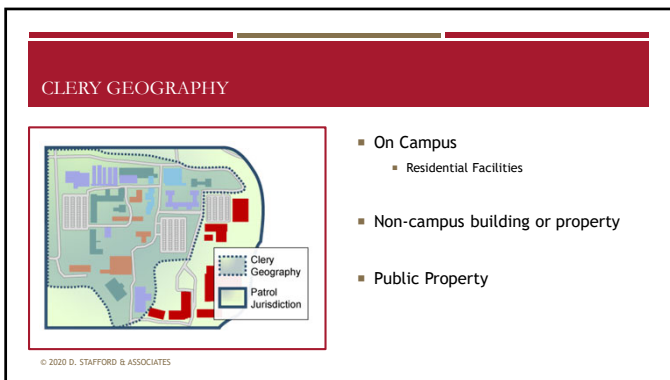 CLERY GEOGRAPHY
Clery
Geography
Patrol
Jurisdiction
▪ On Campus
▪ Residential Facilities
▪ Non-campus building or property
▪ Public Property
© 2020 D. STAFFORD & ASSOCIATES